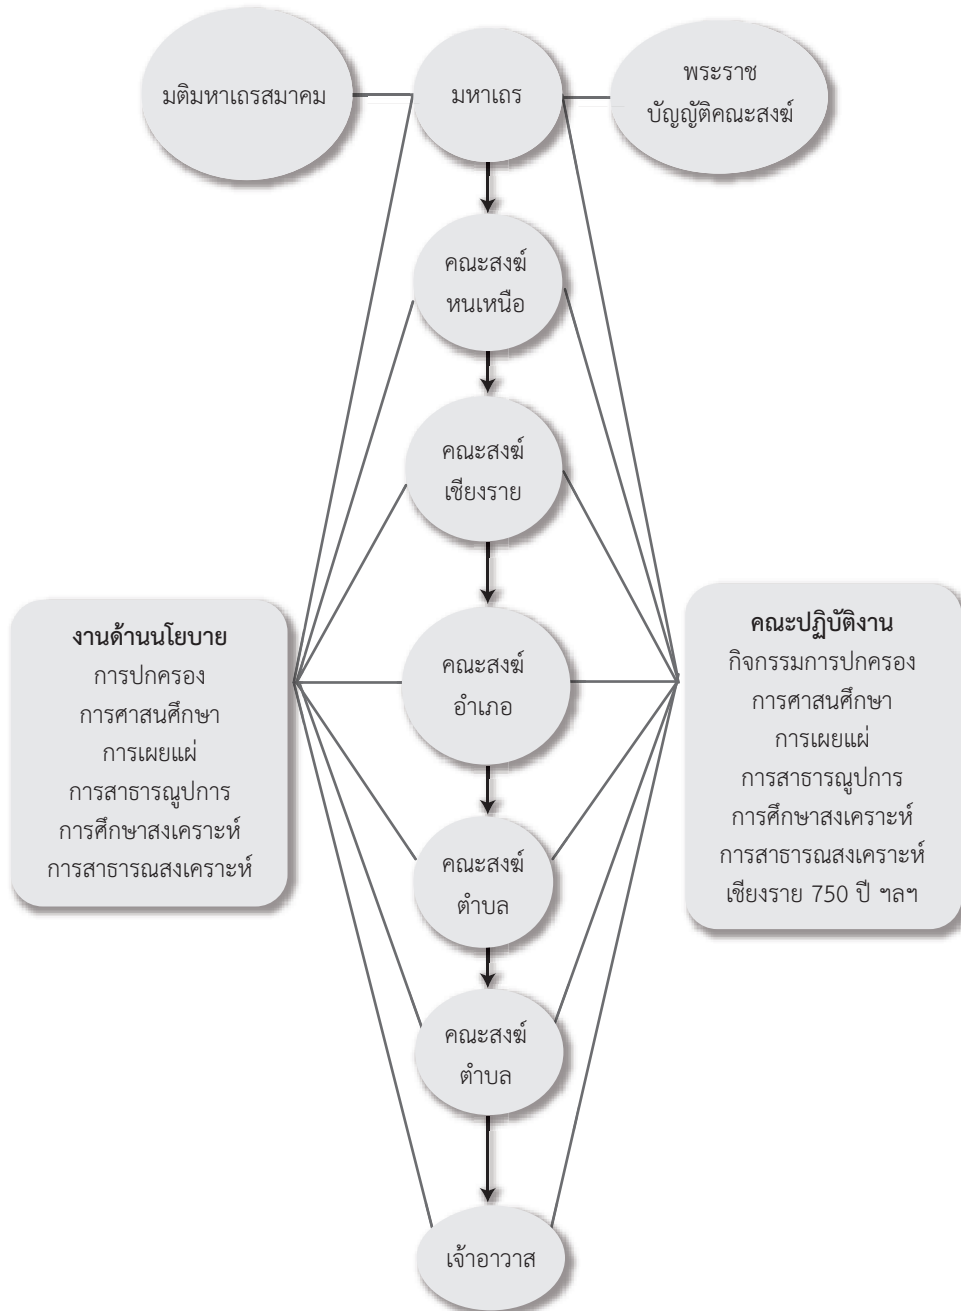 มติมหาเถรสมาคม
มหาเถร
พระราช
บัญญัติคณะสงฆ์
คณะสงฆ์
หนเหนือ
คณะสงฆ์
เชียงราย
งานด้านนโยบาย
การปกครอง
การศาสนศึกษา
การเผยแผ่
การสาธารณูปการ
การศึกษาสงเคราะห์
การสาธารณสงเคราะห์
คณะสงฆ์
อำเภอ
คณะปฏิบัติงาน
กิจกรรมการปกครอง
การศาสนศึกษา
การเผยแผ่
การสาธารณูปการ
การศึกษาสงเคราะห์
การสาธารณสงเคราะห์
เชียงราย 750 ปี ฯลฯ
คณะสงฆ์
ตำบล
คณะสงฆ์
ตำบล
เจ้าอาวาส